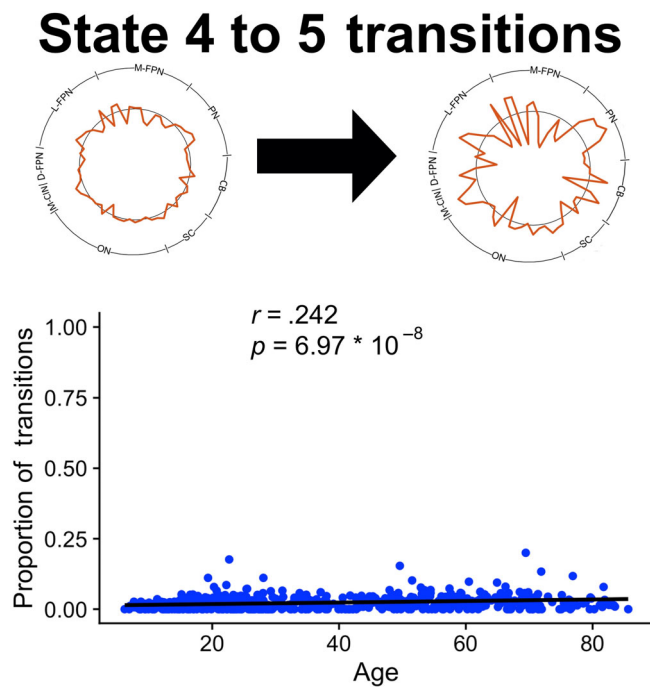 State 4 to 5 transitions
M-FPN
L-FPN
PN
D-FPN
CB
M-CIN
SC
ON
M-FPN
L-FPN
PN
D-FPN
CB
M-CIN
SC
ON
r = .242
p = 6.97 * 10 −8
1.00
0.75
0.50
0.25
0.00
Proportion of transitions
20 40 60 80
Age